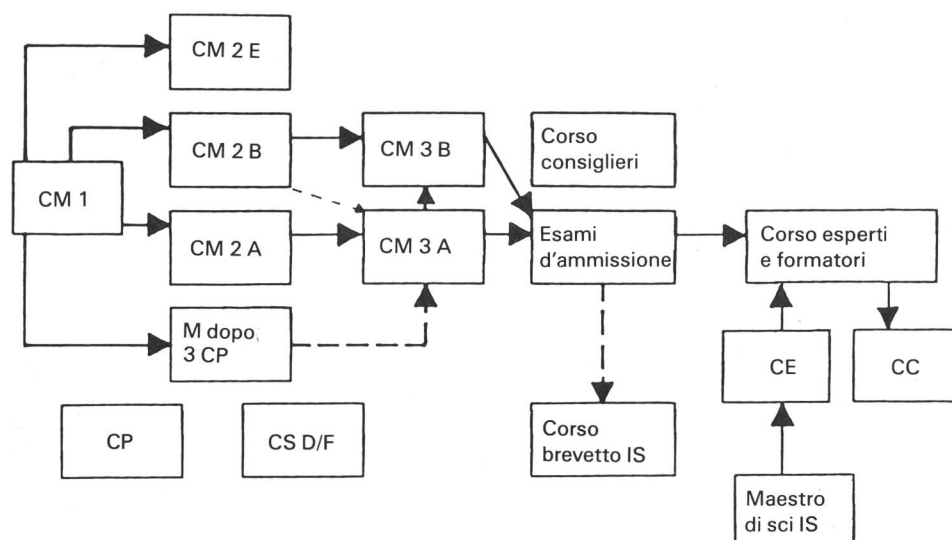 CM 2 E
CM 2 B
CM 3 B
Corso
consiglieri
CM 1
CM 2 A
CM 3 A
Esami
d'ammissione
Corso esperti
e formatori
M dopo
3 CP
CE
CC
CP
CS D/F
Corso
brevetto IS
Maestro
di sci IS